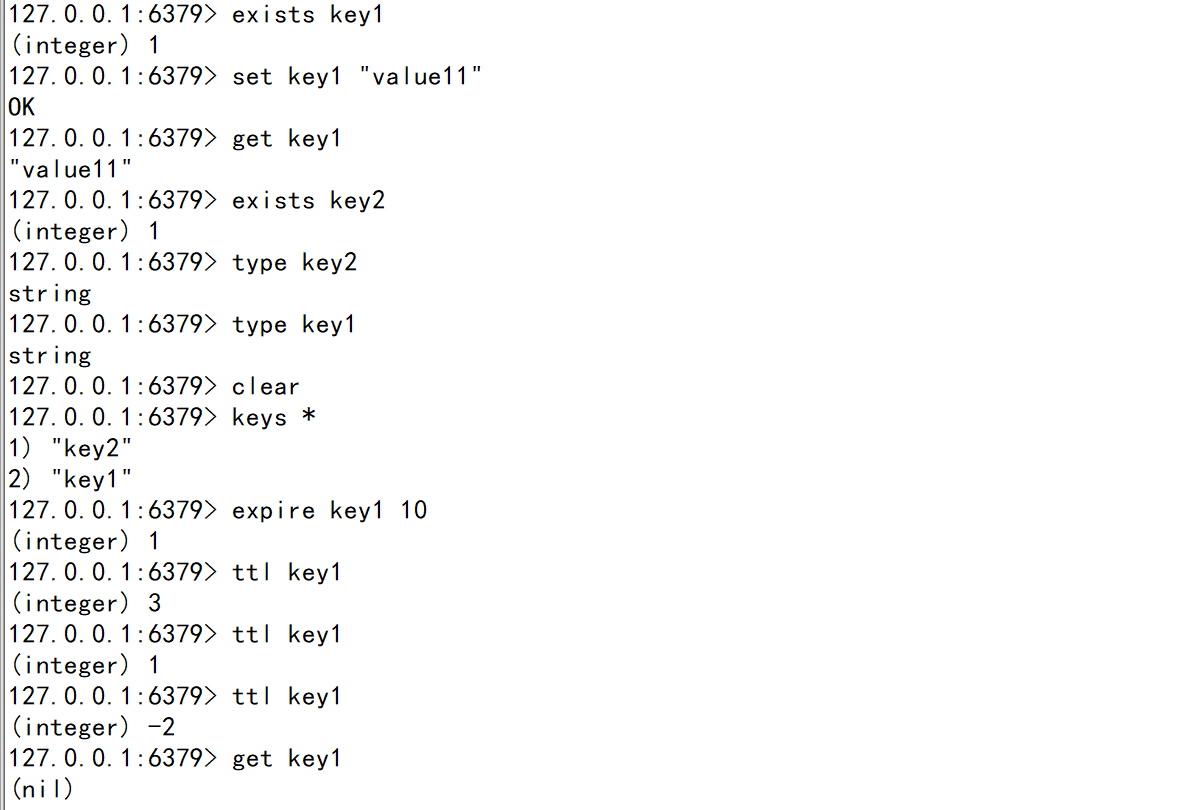 127.0.0.1:6379> exists key1
(integer) 1
127.0.0.1:6379> set key1 "value11"
OK
127.0.0.1:6379> get key1
"value11"
127.0.0.1:6379> exists key2
(integer) 1
127.0.0.1:6379> type key2
string
127.0.0.1:6379> type key1
string
127.0.0.1:6379> clear
127.0.0.1:6379> keys *
1) "key2"
2) "key1"
127.0.0.1:6379> expire key1 10
(integer) 1
127.0.0.1:6379> ttl key1
(integer) 3
127.0.0.1:6379> ttl key1
(integer) 1
127.0.0.1:6379> ttl key1
(integer) -2
127.0.0.1:6379> get key1
(nil)